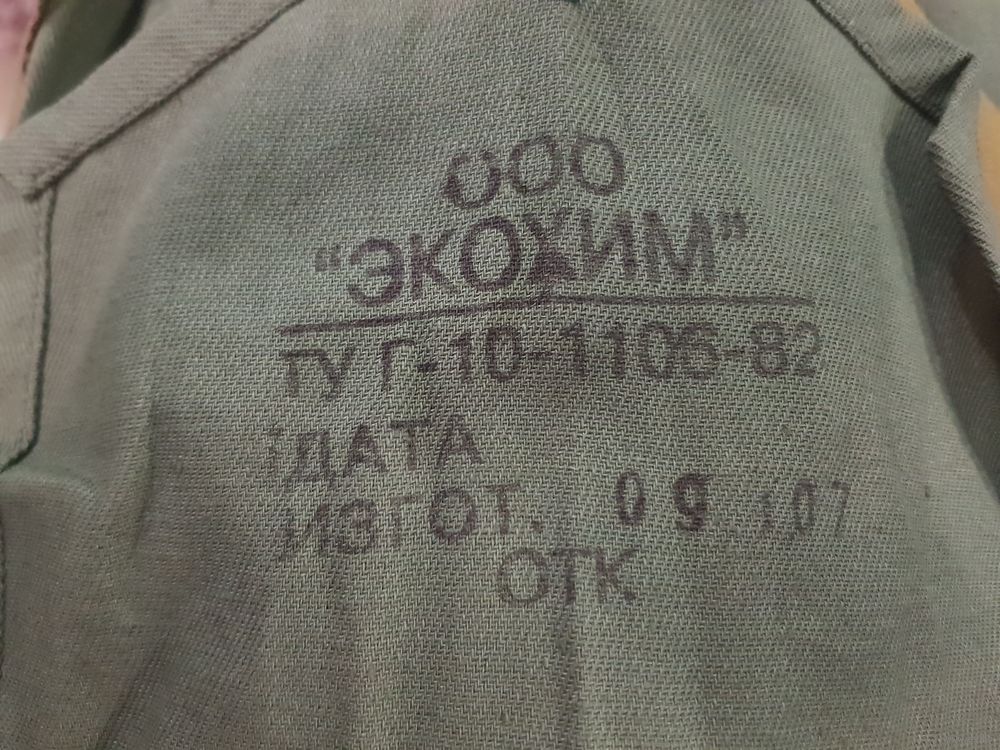 ООО
“ЭКОХИМ”
ТУ Г-10-1106-82
ДАТА
ИЗГОТ. 09 07
ОТК